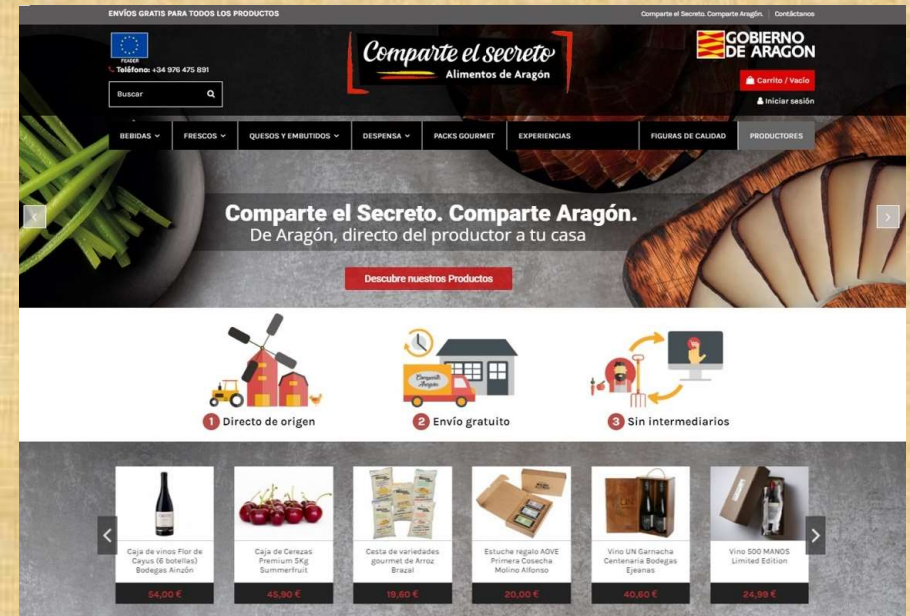 ENVÍOS GRATIS PARA TODOS LOS PRODUCTOS
Comparte el Secreto. Comparte Aragón.
Contáctanos
FEADER
Teléfono: +34 976 475 891
Buscar
Comparte el secreto
Alimentos de Aragón
GOBIERNO
DE ARAGON
Carrito / Vacío
Iniciar sesión
BEBIDAS
FRESCOS
QUESOS Y EMBUTIDOS
DESPENSA
PACKS GOURMET
EXPERIENCIAS
FIGURAS DE CALIDAD
PRODUCTORES
Comparte el Secreto. Comparte Aragón.
De Aragón, directo del productor a tu casa
Descubre nuestros Productos
Comparte
Aragón
1 Directo de origen
2 Envío gratuito
3 Sin intermediarios
Caja de vinos Flor de
Cayus (6 botellas)
Bodegas Ainzón
54,00 €
Caja de Cerezas
Premium 5Kg
Summerfruit
45,90 €
Cesta de variedades
gourmet de Arroz
Brazal
19,60 €
Estuche regalo AOVE
Primera Cosecha
Molino Alfonso
20,00 €
Vino UN Garnacha
Centenaria Bodegas
Ejeanas
40,60 €
Vino 500 MANOS
Limited Edition
24,99 €